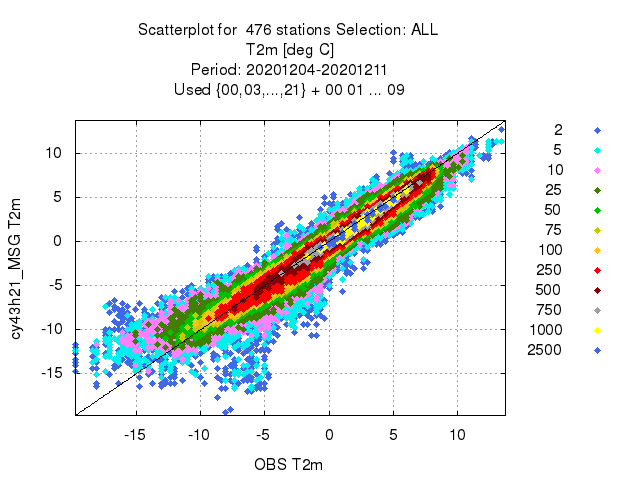 Scatterplot for 476 stations Selection: ALL
T2m [deg C]
Period: 20201204-20201211
Used {00,03,...,21} + 00 01 ... 09
cy43h21_MSG T2m
10
5
0
-5
-10
-15
-15 -10 -5 0 5 10
OBS T2m
2
5
10
25
50
75
100
250
500
750
1000
2500